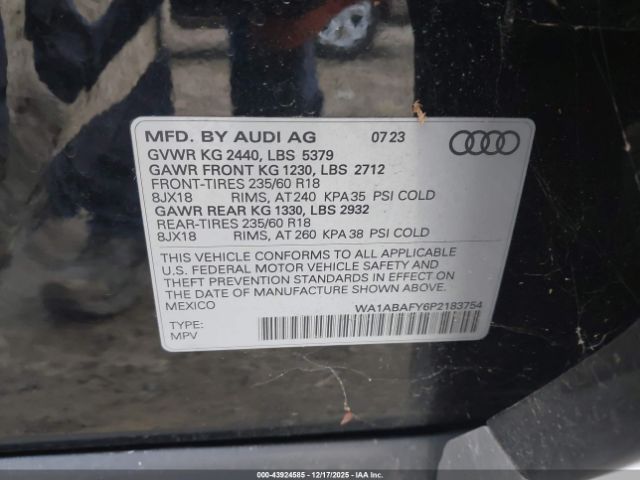 MFD. BY AUDI AG 07 23
GVWR KG 2440, LBS 5379
GAWR FRONT KG 1230, LBS 2712
FRONT-TIRES 235/60 R18
8JX18 RIMS, AT 240 KPA 35 PSI COLD
GAWR REAR KG 1330, LBS 2932
REAR-TIRES 235/60 R18
8JX18 RIMS, AT 260 KPA 38 PSI COLD
THIS VEHICLE CONFORMS TO ALL APPLICABLE
U.S. FEDERAL MOTOR VEHICLE SAFETY AND
THEFT PREVENTION STANDARDS IN EFFECT ON
THE DATE OF MANUFACTURE SHOWN ABOVE.
MEXICO WA1ABAFY6P2183754
TYPE:
MPV
000-43924585 - 12/17/2025 - IAA Inc.